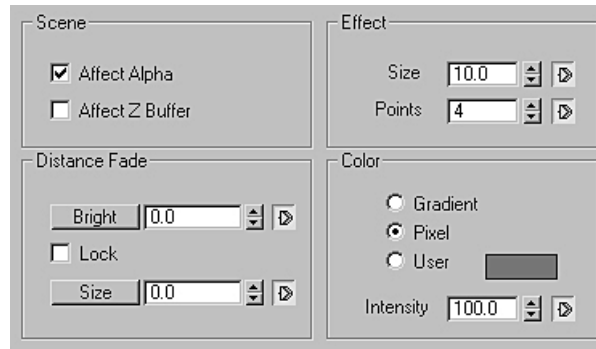 Scene
Affect Alpha
Affect Z Buffer
Effect
Size 10.0
Points 4
Distance Fade
Bright 0.0
Lock
Size 0.0
Color
Gradient
Pixel
User
Intensity 100.0